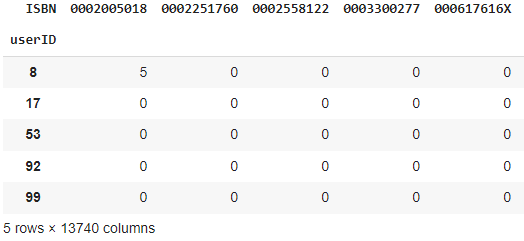 ISBN 0002005018 0002251760 0002558122 0003300277 000617616X
userID
8 5 0 0 0 0
17 0 0 0 0 0
53 0 0 0 0 0
92 0 0 0 0 0
99 0 0 0 0 0
5 rows × 13740 columns